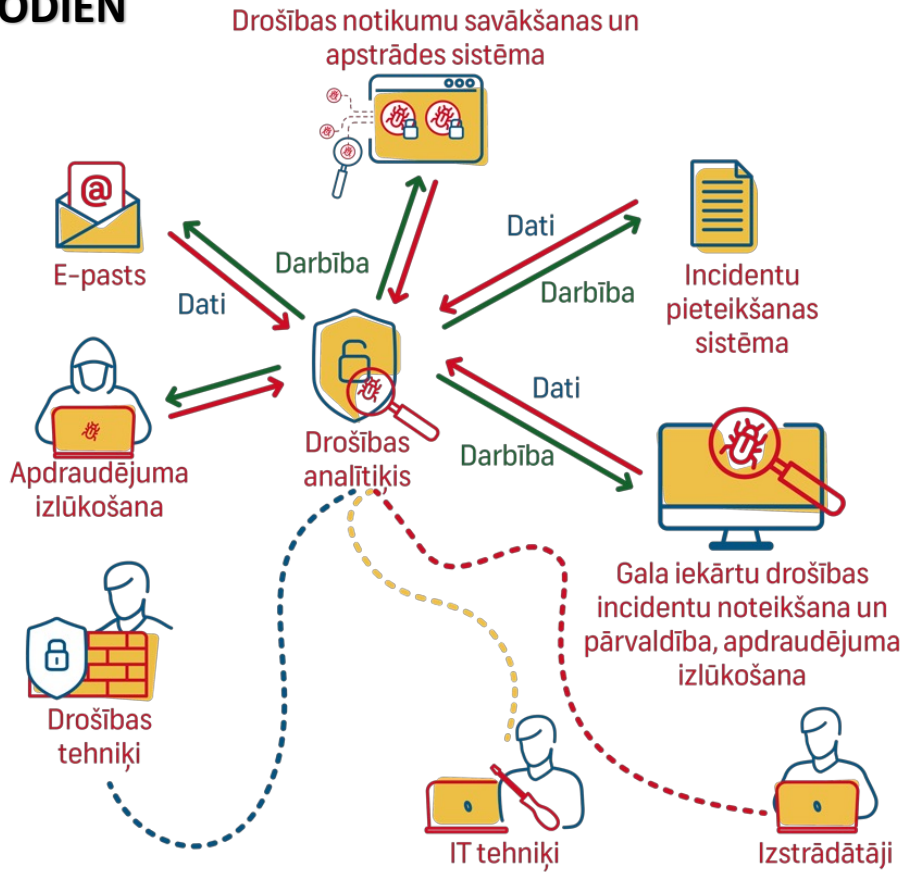 ODIEN
Drošības notikumu savākšanas un
apstrādes sistēma
@
E-pasts
Dati
Darbība
Dati
Darbība
Incidentu
pieteikšanas
sistēma
Drošības
analītiķis
Dati
Darbība
Apdraudējuma
izlūkošana
Gala iekārtu drošības
incidentu noteikšana un
pārvaldība, apdraudējuma
izlūkošana
Drošības
tehniķi
IT tehniķi
Izstrādātāji